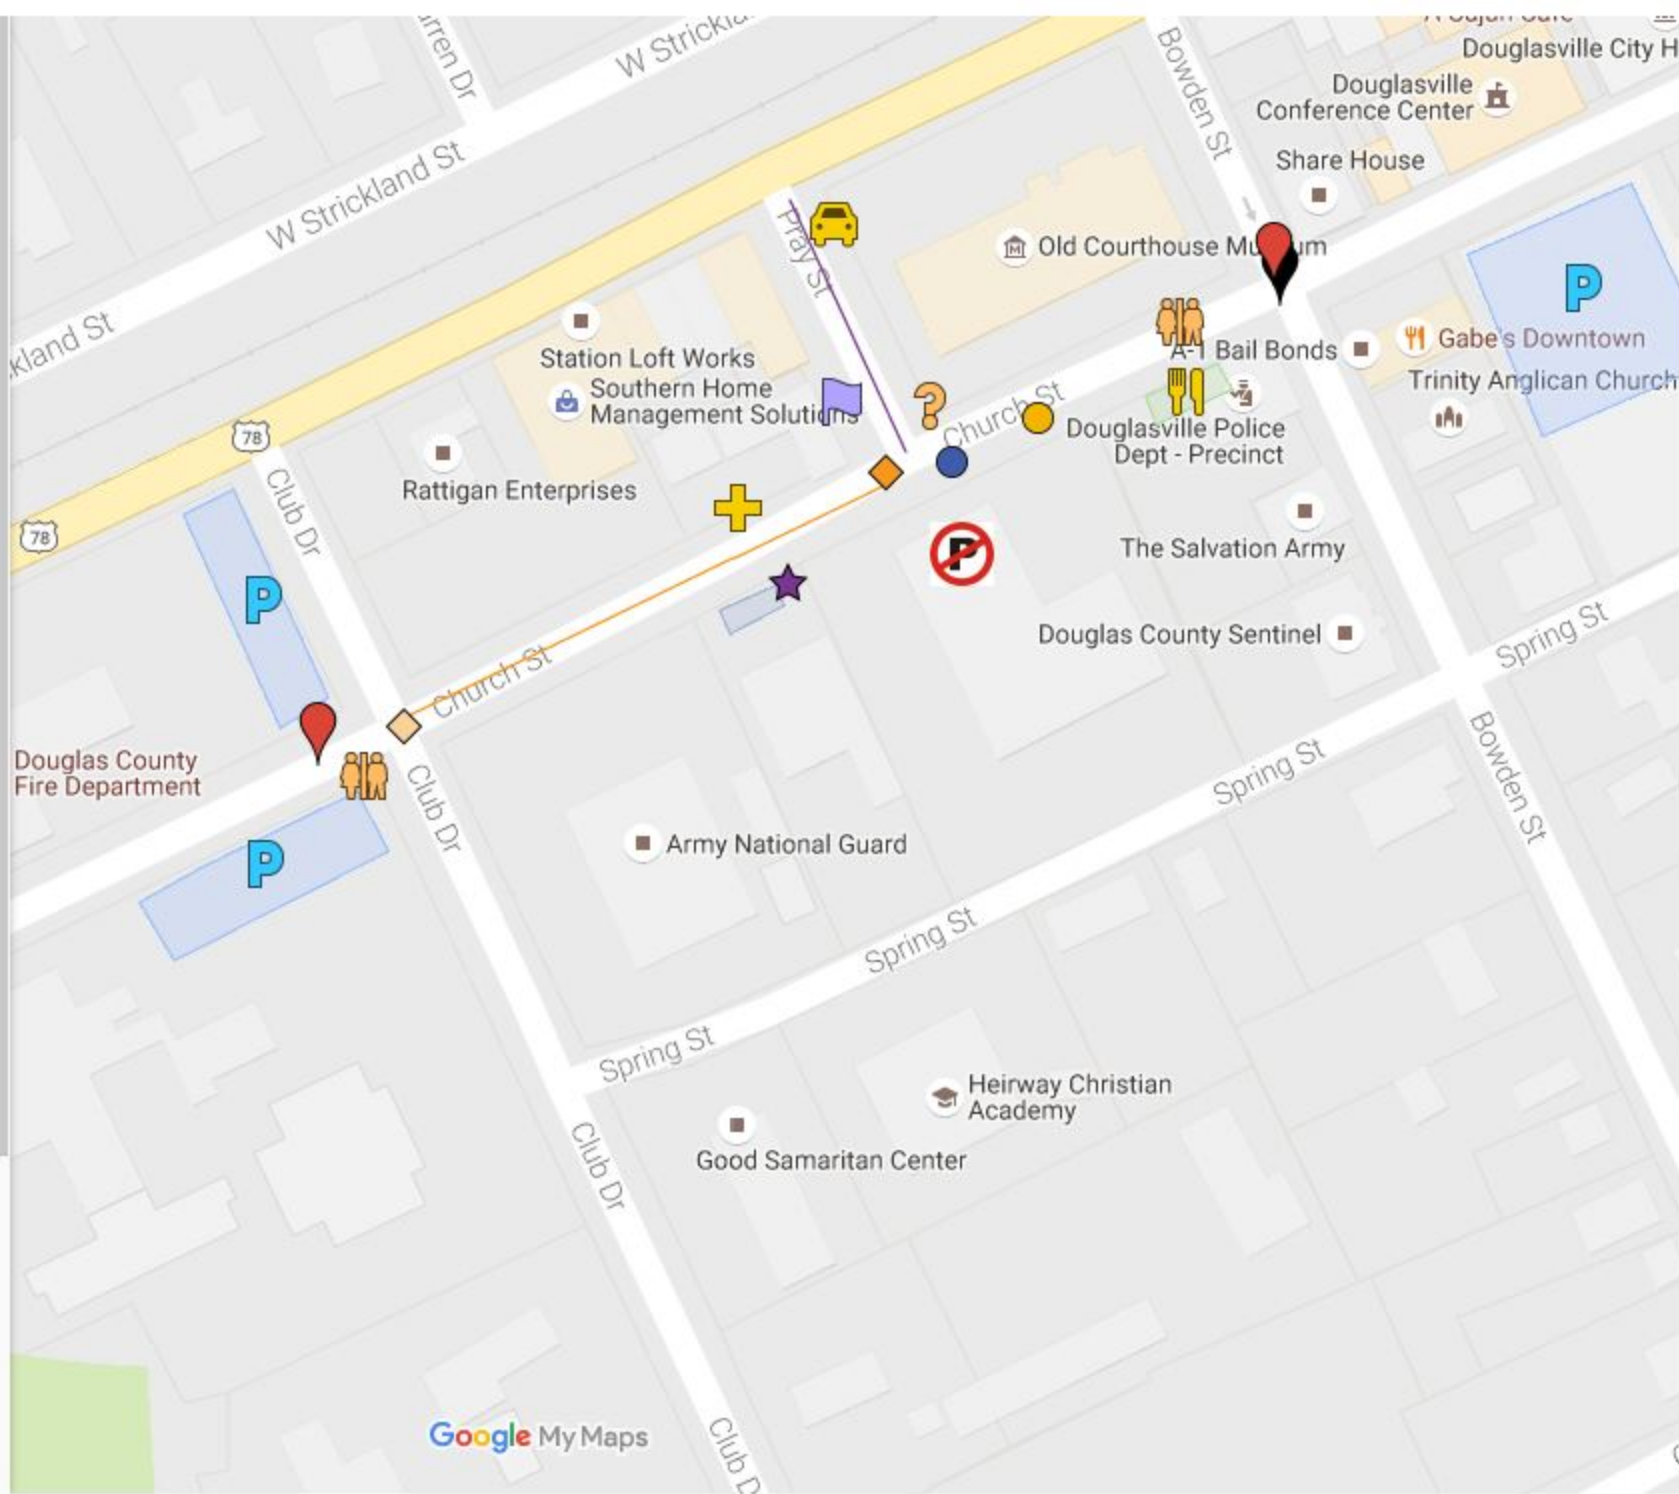 W Strickla
Bowden St
Douglasville City H
Douglasville
Conference Center
Share House
W Strickland St
Pray St
Old Courthouse Mu um
kland St
Station Loft Works
Southern Home
Management Solutions
A-1 Bail Bonds
Gabe's Downtown
Trinity Anglican Church
P
78
Church St
Douglasville Police
Dept - Precinct
Rattigan Enterprises
Club Dr
78
P
The Salvation Army
P
Church St
Douglas County Sentinel
Spring St
Douglas County
Fire Department
Club Dr
Spring St
Bowden St
P
Army National Guard
Spring St
Spring St
Heirway Christian
Academy
Good Samaritan Center
Club Dr
Google My Maps
Club D